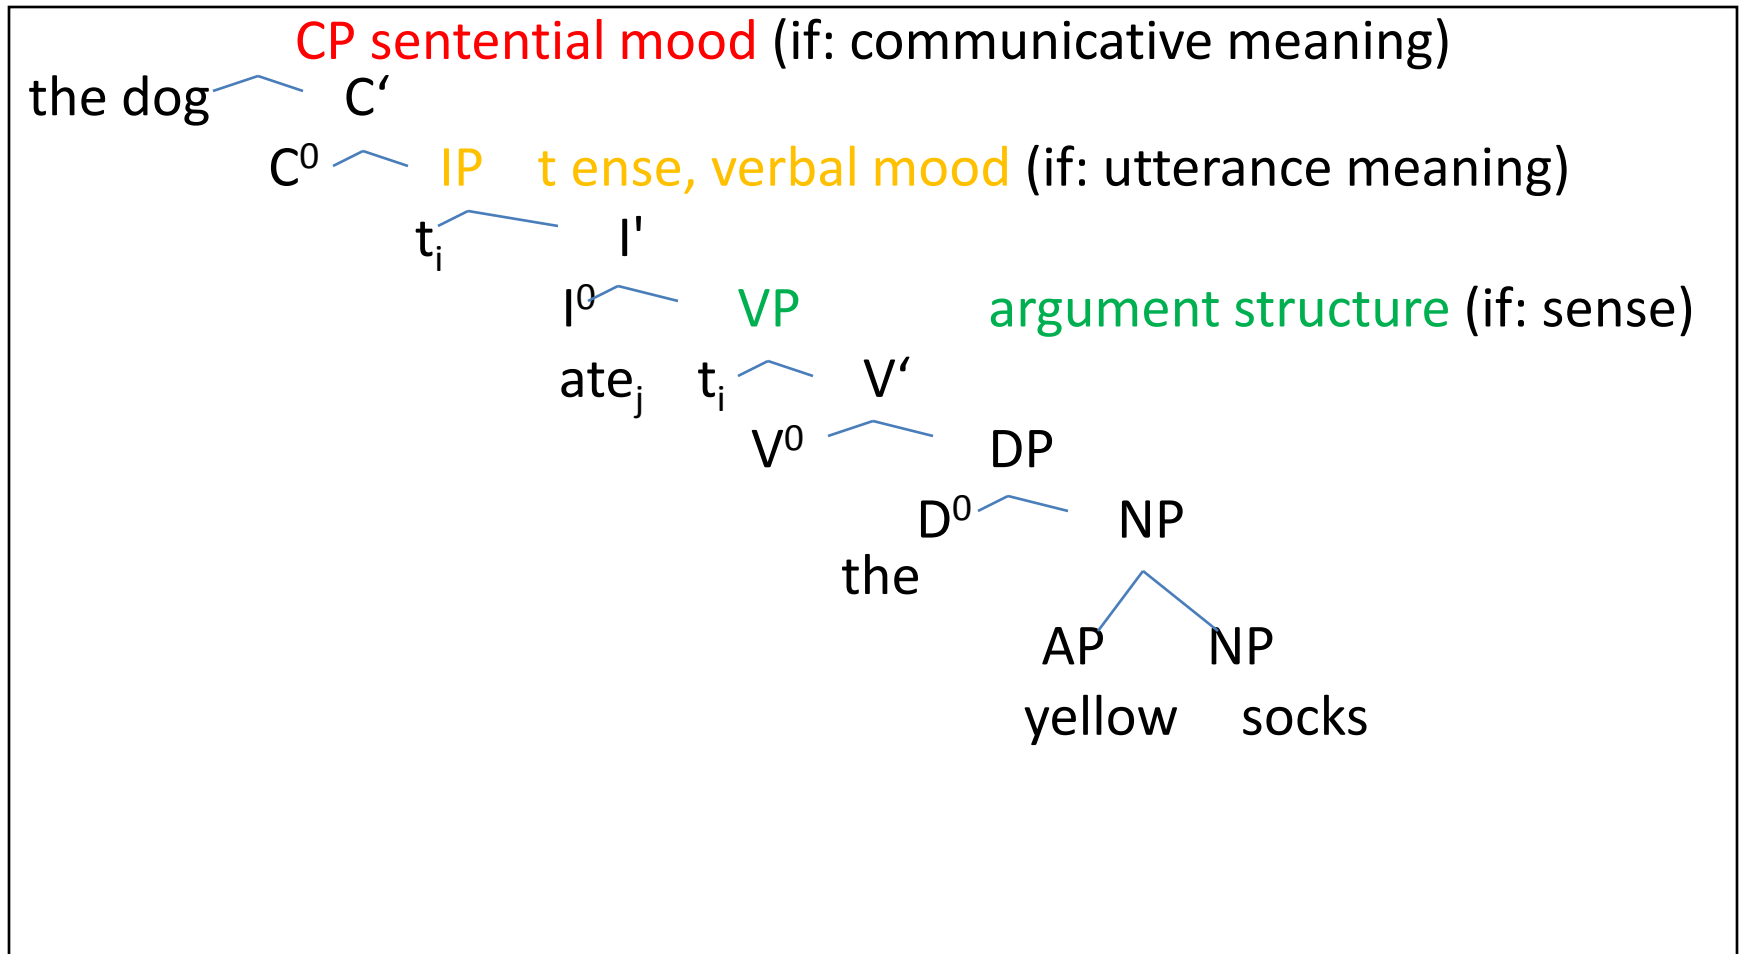 CP sentential mood (if: communicative meaning)
the dog C‘
C⁰ IP t ense, verbal mood (if: utterance meaning)
tᵢ I'
I⁰ VP argument structure (if: sense)
ateⱼ tᵢ V‘
V⁰ DP
D⁰ NP
the
AP NP
yellow socks